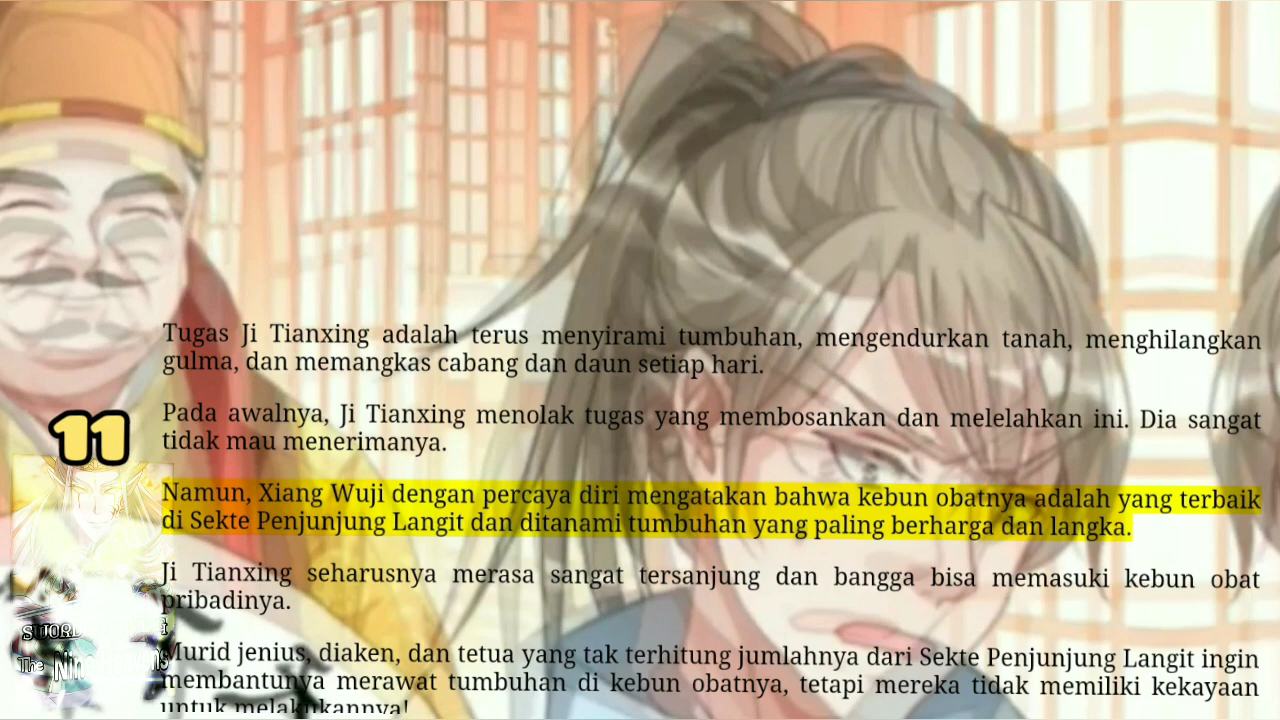 Tugas Ji Tianxing adalah terus menyirami tumbuhan, mengendurkan tanah, menghilangkan
gulma, dan memangkas cabang dan daun setiap hari.
Pada awalnya, Ji Tianxing menolak tugas yang membosankan dan melelahkan ini. Dia sangat
tidak mau menerimanya.
11
Namun, Xiang Wuji dengan percaya diri mengatakan bahwa kebun obatnya adalah yang terbaik
di Sekte Penjunjung Langit dan ditanami tumbuhan yang paling berharga dan langka.
Ji Tianxing seharusnya merasa sangat tersanjung dan bangga bisa memasuki kebun obat
pribadinya.
The
Murid jenius, diaken, dan tetua yang tak terhitung jumlahnya dari Sekte Penjunjung Langit ingin
membantunya merawat tumbuhan di kebun obatnya, tetapi mereka tidak memiliki kekayaan
untuk melakukannya!